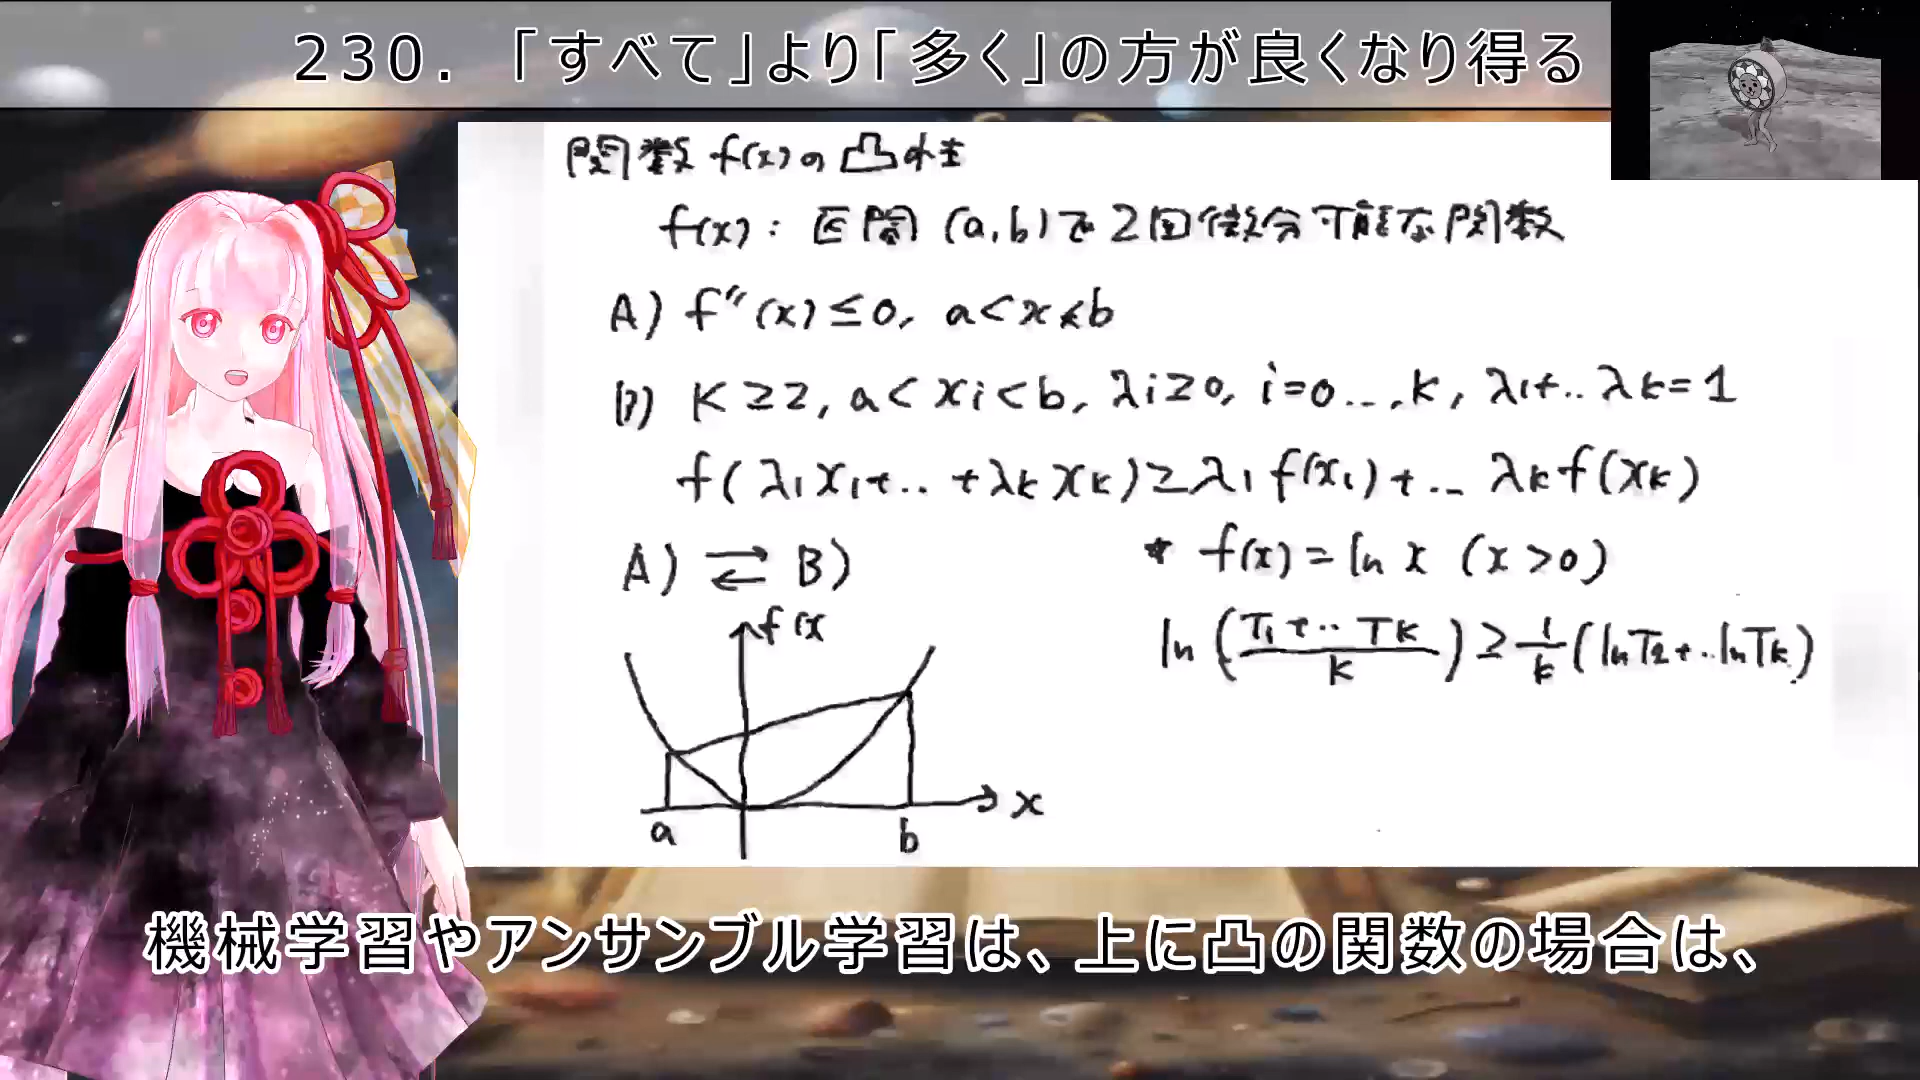 230.「すべて」より「多く」の方が良くなり得る
関数 f(x)の凸性
f(x): 区間 (a,b)で2回微分可能な関数
A) f''(x)≤0, a<x<b
B) K≥2, a<xi<b, λi≥0, i=0...,k, λ1+..λk=1
f(λ1x1+..+λkxk)≥λ1f(x1)+...λkf(xk)
A) ⇄ B)
* f(x)=ln x (x>0)
ln((T1+..Tk)/k)≥1/k(lnT2+..lnTk)
f(x
x
a
b
機械学習やアンサンブル学習は、上に凸の関数の場合は、